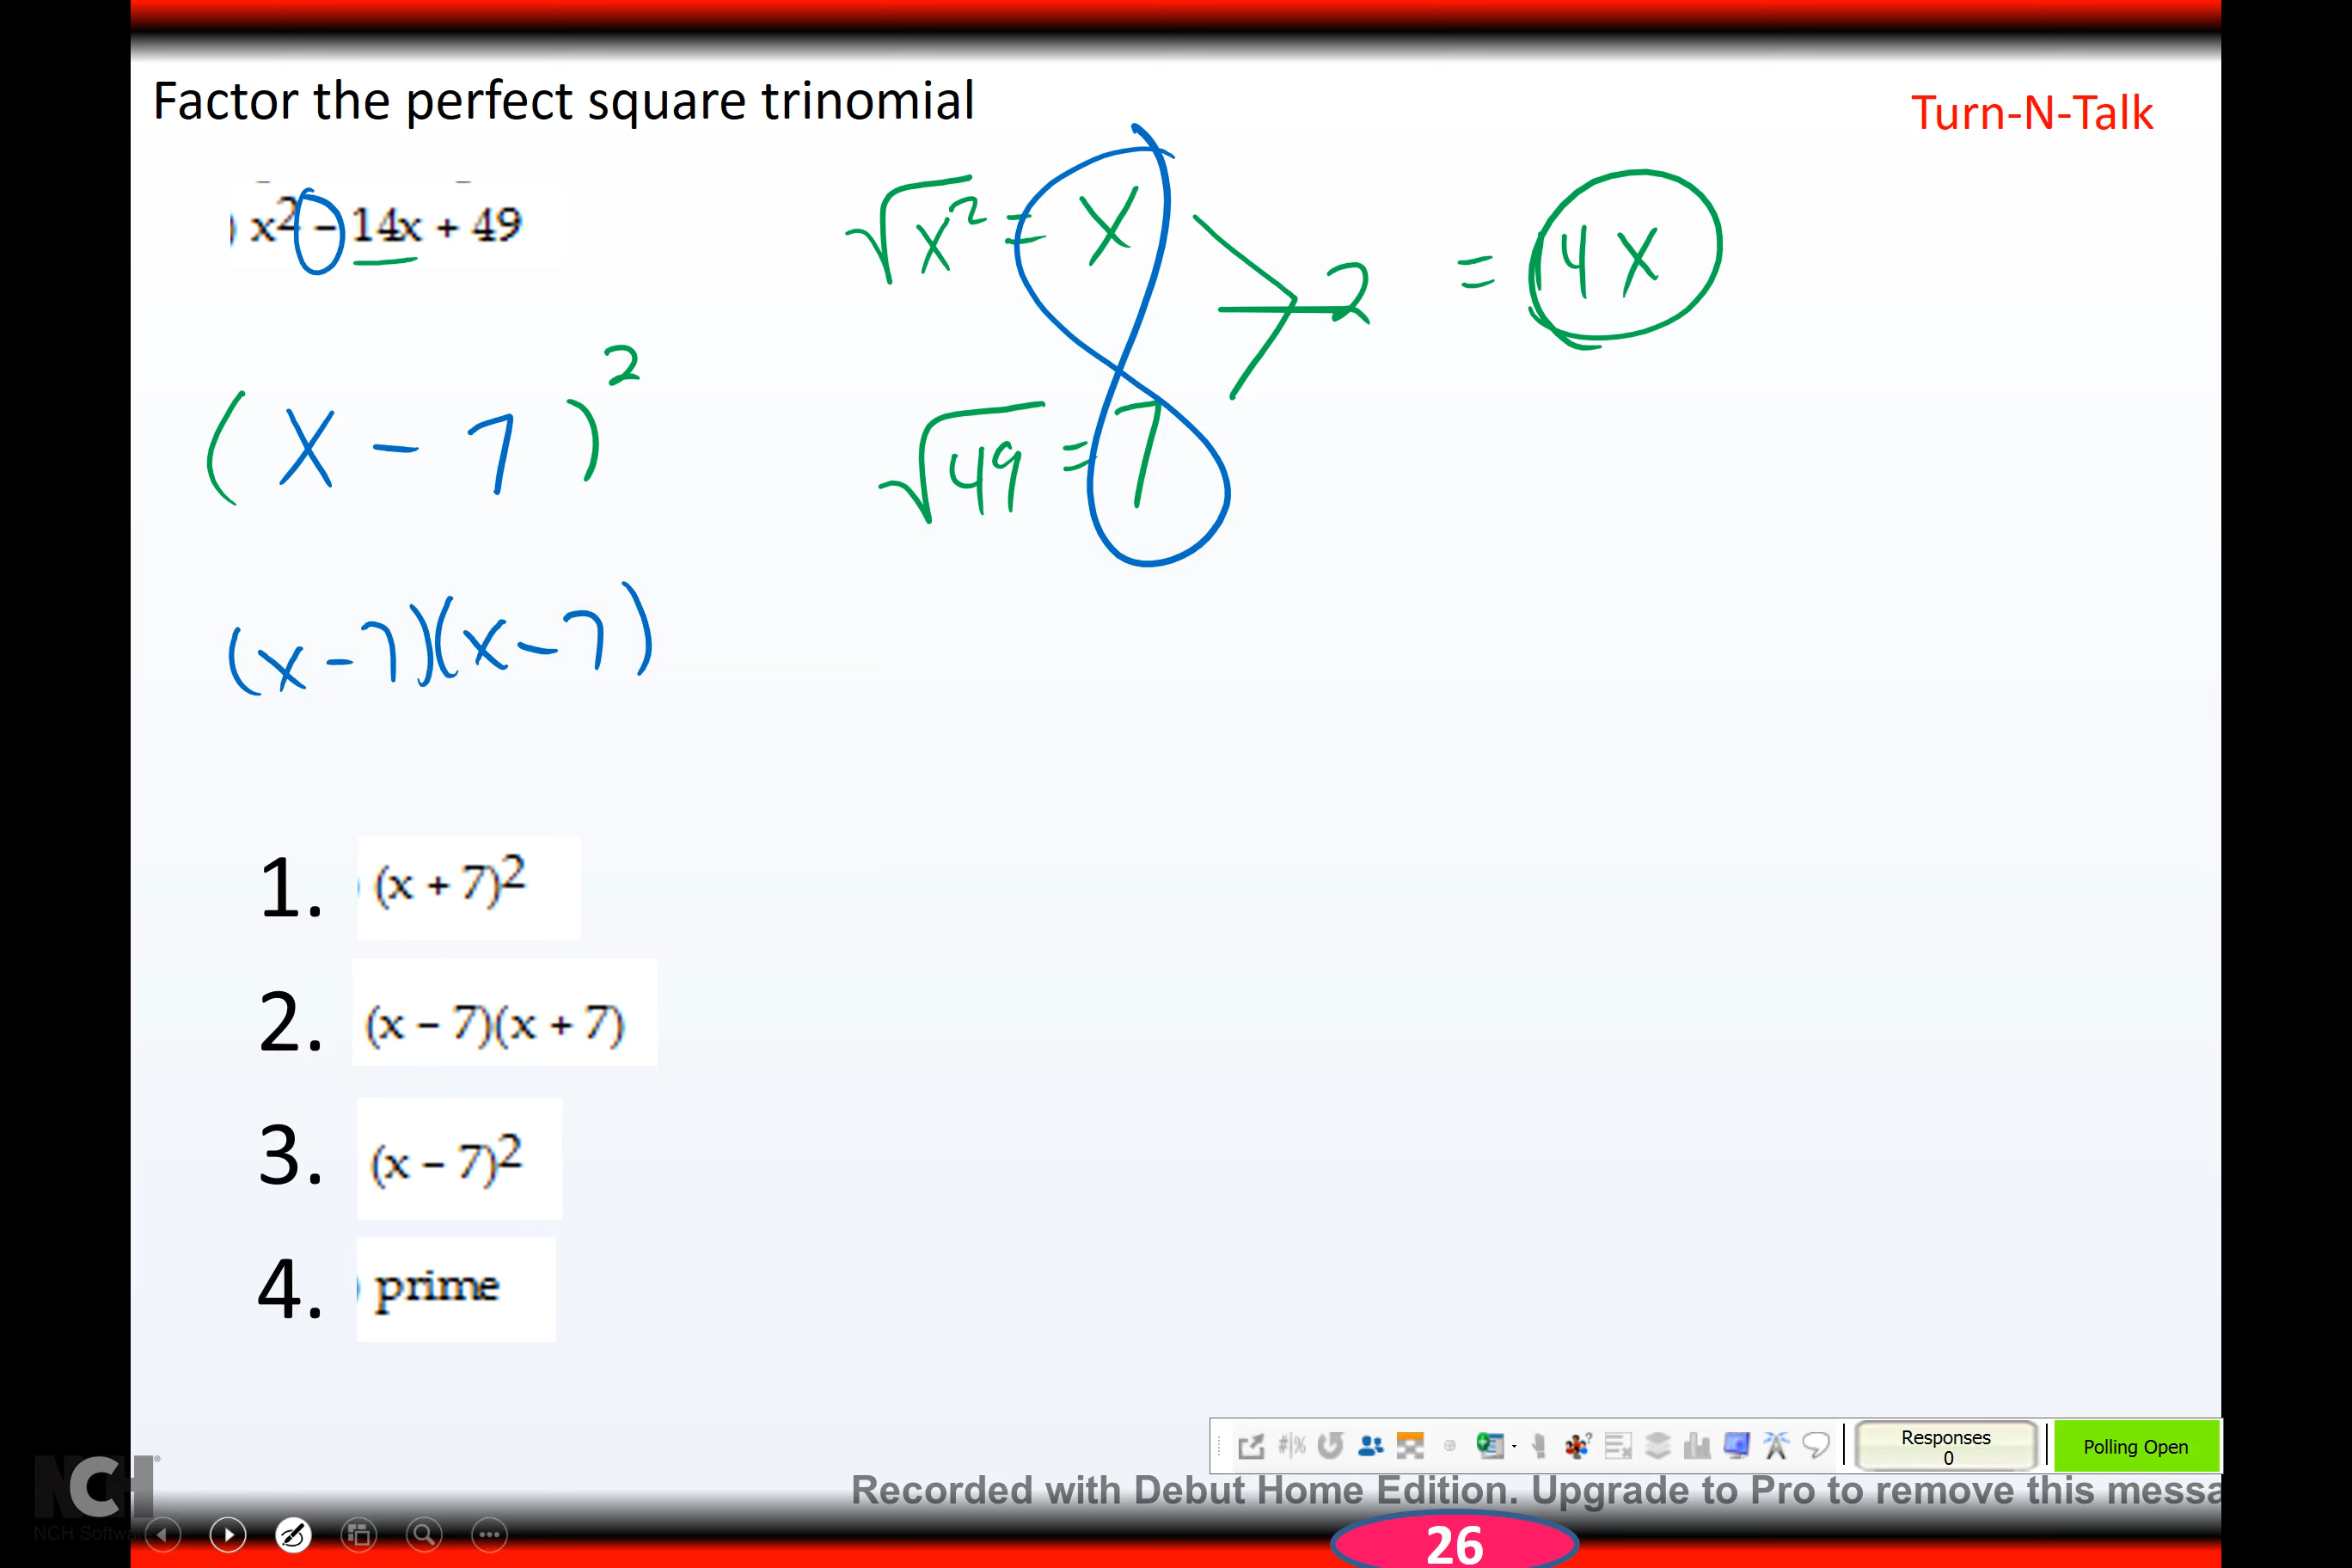 Factor the perfect square trinomial
Turn-N-Talk
) x² − 14x + 49
√x² = x
2
= 14x
(x − 7)²
√49 = 7
(x − 7)(x − 7)
1. (x + 7)²
2. (x − 7)(x + 7)
3. (x − 7)²
4. prime
#|%
Responses
0
Polling Open
Recorded with Debut Home Edition. Upgrade to Pro to remove this messa
NCH®
NCH Softwa
26